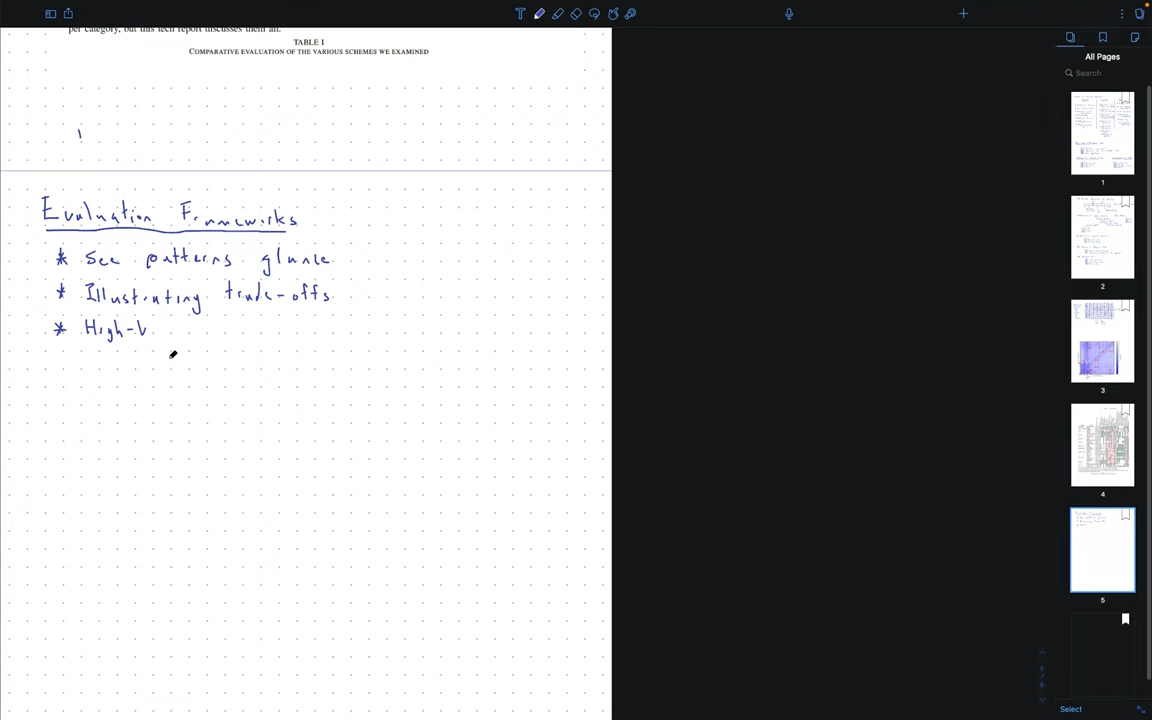 per category, but this tech report discusses them all.
TABLE I
COMPARATIVE EVALUATION OF THE VARIOUS SCHEMES WE EXAMINED
Evaluation Frameworks
* See patterns glance
* Illustrating trade-offs
* High-l
All Pages
Search
1
2
3
4
5
Select